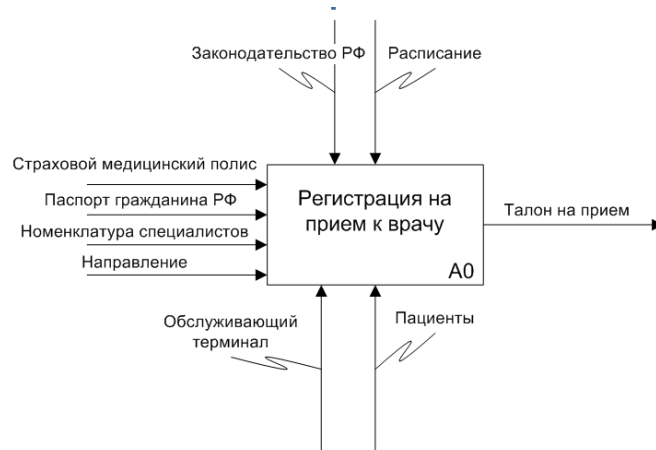 Законодательство РФ
Расписание
Страховой медицинский полис
Паспорт гражданина РФ
Номенклатура специалистов
Направление
Регистрация на
прием к врачу
A0
Талон на прием
Обслуживающий
терминал
Пациенты